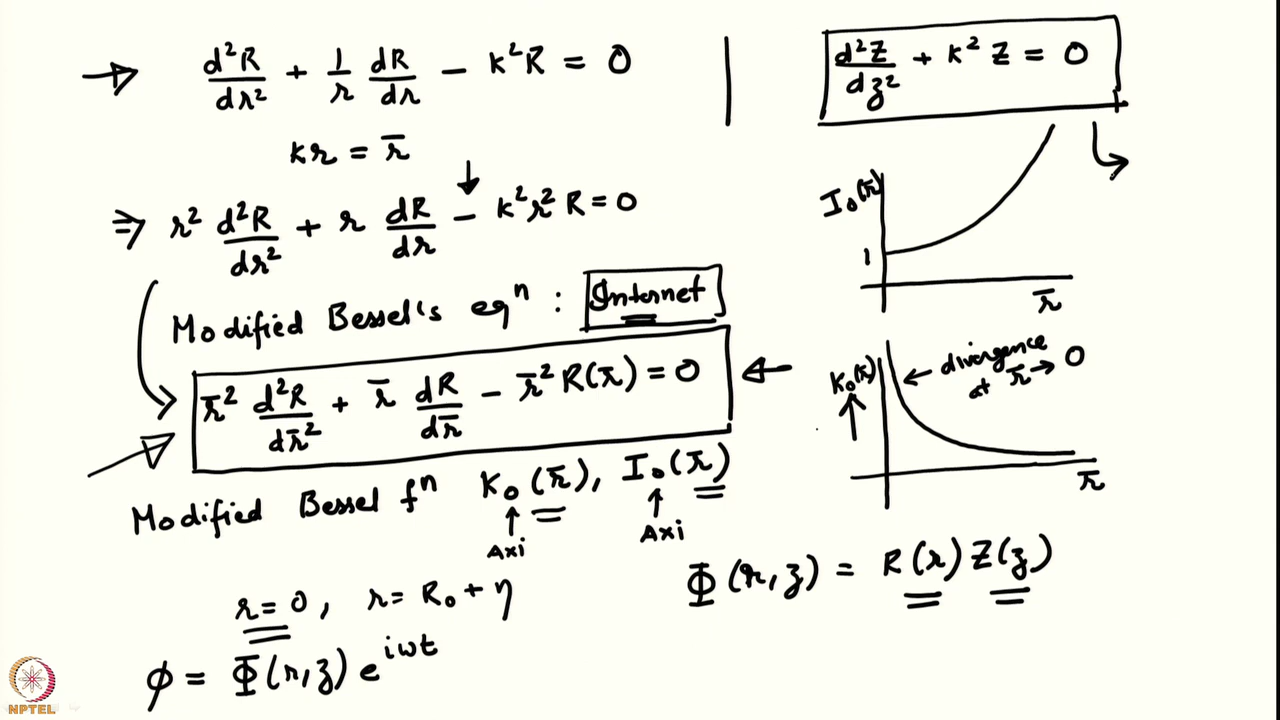 → d²R/dr² + 1/r dR/dr − k²R = 0
d²Z/dz² + k² Z = 0
kr = r̄
⇒ r² d²R/dr² + r dR/dr − k²r² R = 0
I₀(r̄)
1
r̄
Modified Bessel's eqⁿ : Internet
r̄² d²R/dr̄² + r̄ dR/dr̄ − r̄² R(r̄) = 0
K₀(r̄)
← divergence
at r̄ → 0
r̄
Modified Bessel fⁿ K₀(r̄), I₀(r̄)
↑ ↑
Axi Axi
Φ(r,z) = R(r) Z(z)
r = 0, r = R₀ + η
ϕ = Φ(r,z) e^{iωt}
NPTEL